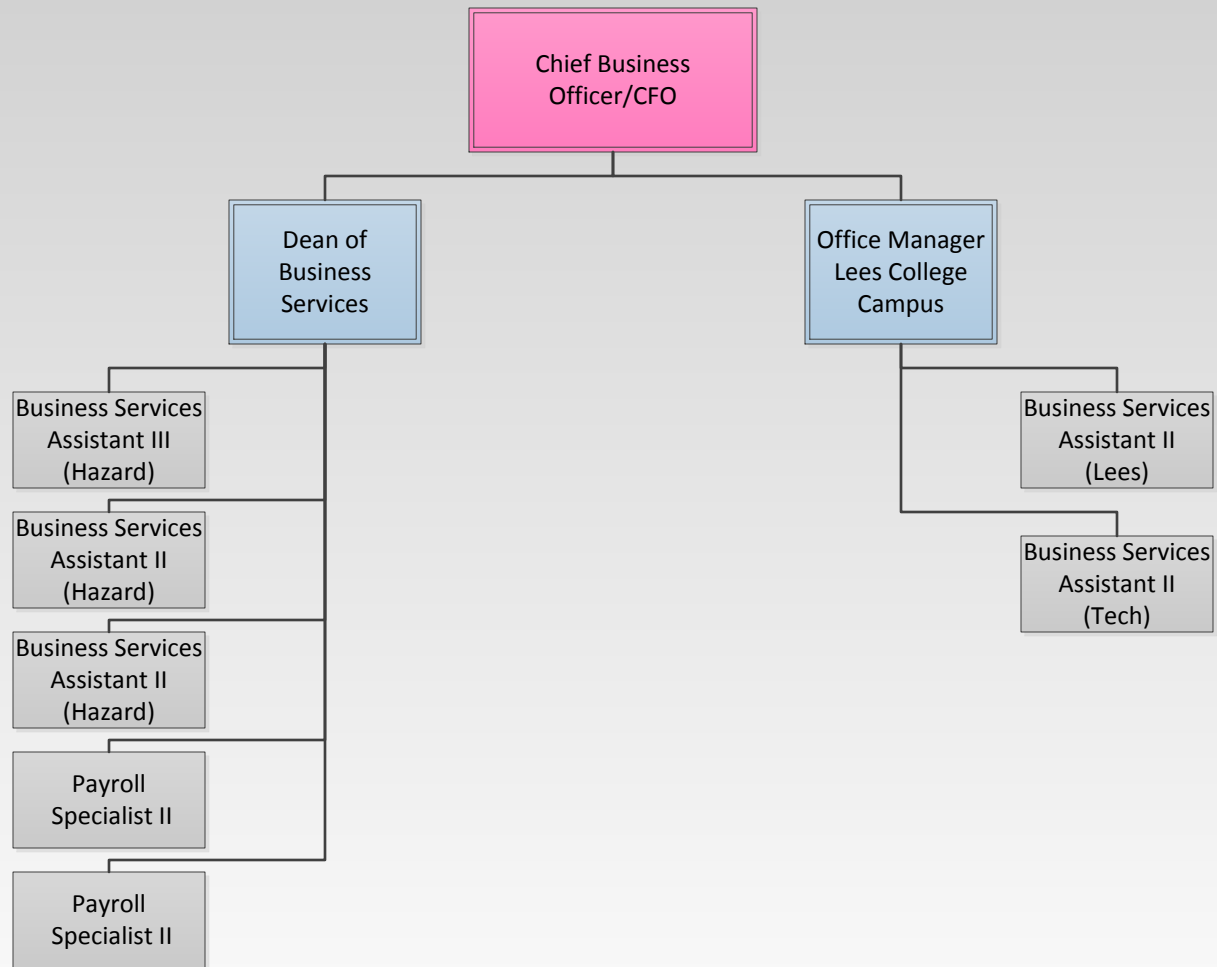 Chief Business
Officer/CFO
Dean of
Business
Services
Office Manager
Lees College
Campus
Business Services
Assistant III
(Hazard)
Business Services
Assistant II
(Hazard)
Business Services
Assistant II
(Hazard)
Payroll
Specialist II
Payroll
Specialist II
Business Services
Assistant II
(Lees)
Business Services
Assistant II
(Tech)